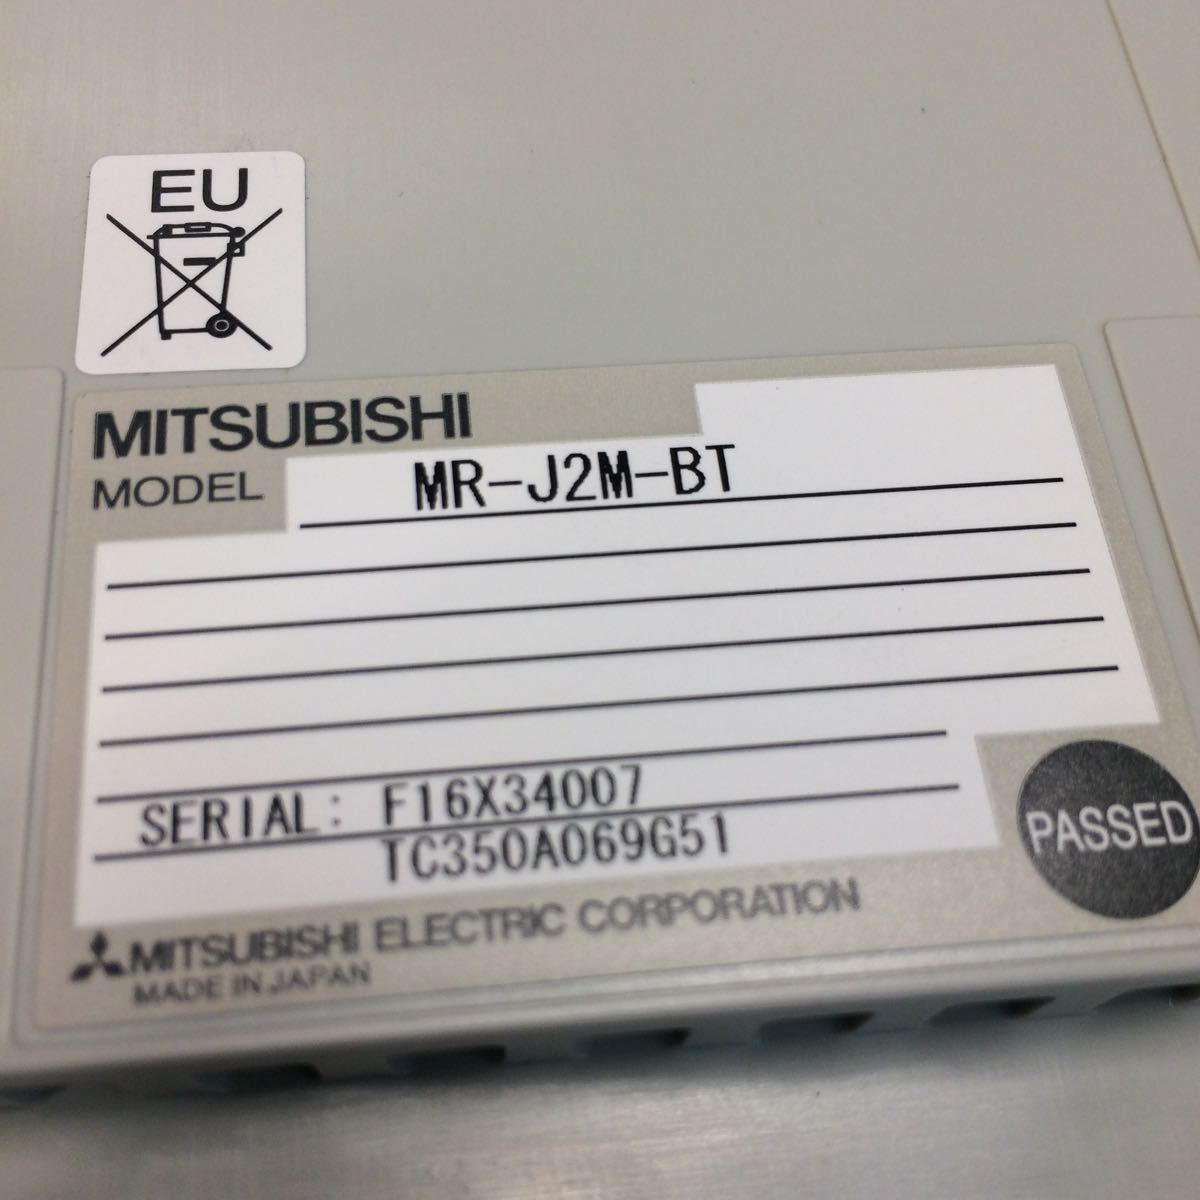 EU
MITSUBISHI
MODEL MR-J2M-BT
SERIAL: F16X34007
TC350A069G51
PASSED
MITSUBISHI ELECTRIC CORPORATION
MADE IN JAPAN